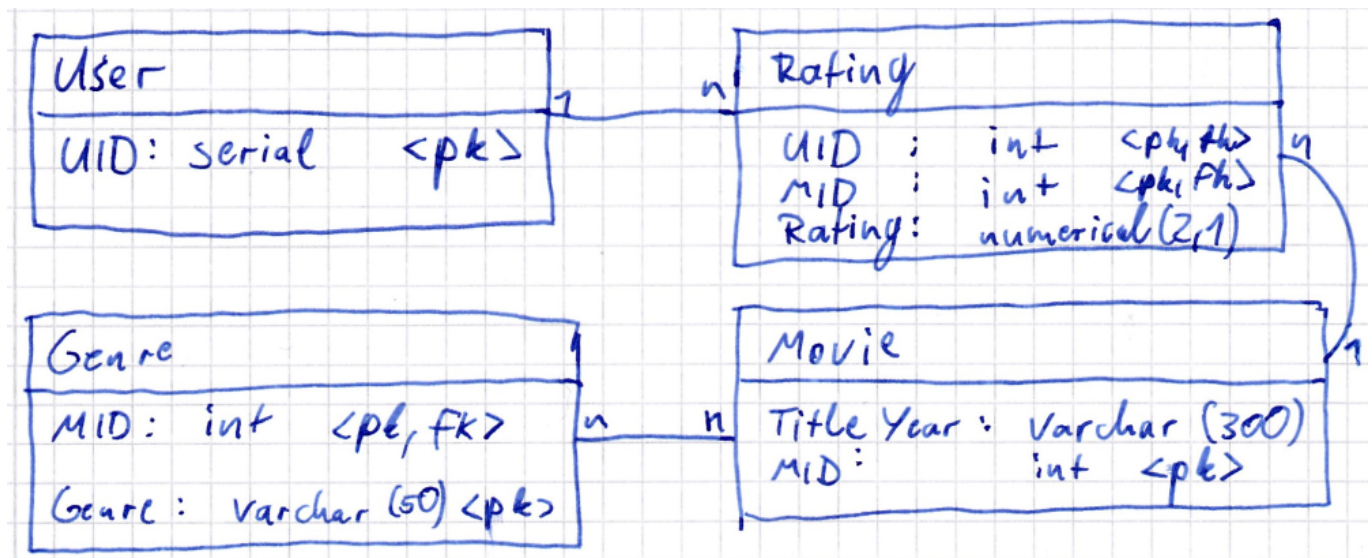 User
UID: serial <pk>
1
n
Rating
UID : int <pk, fk>
MID : int <pk, fk>
Rating: numerical (2,1)
n
1
Genre
MID: int <pk, fk>
Genre: varchar (50) <pk>
n
n
Movie
Title Year: varchar (300)
MID: int <pk>